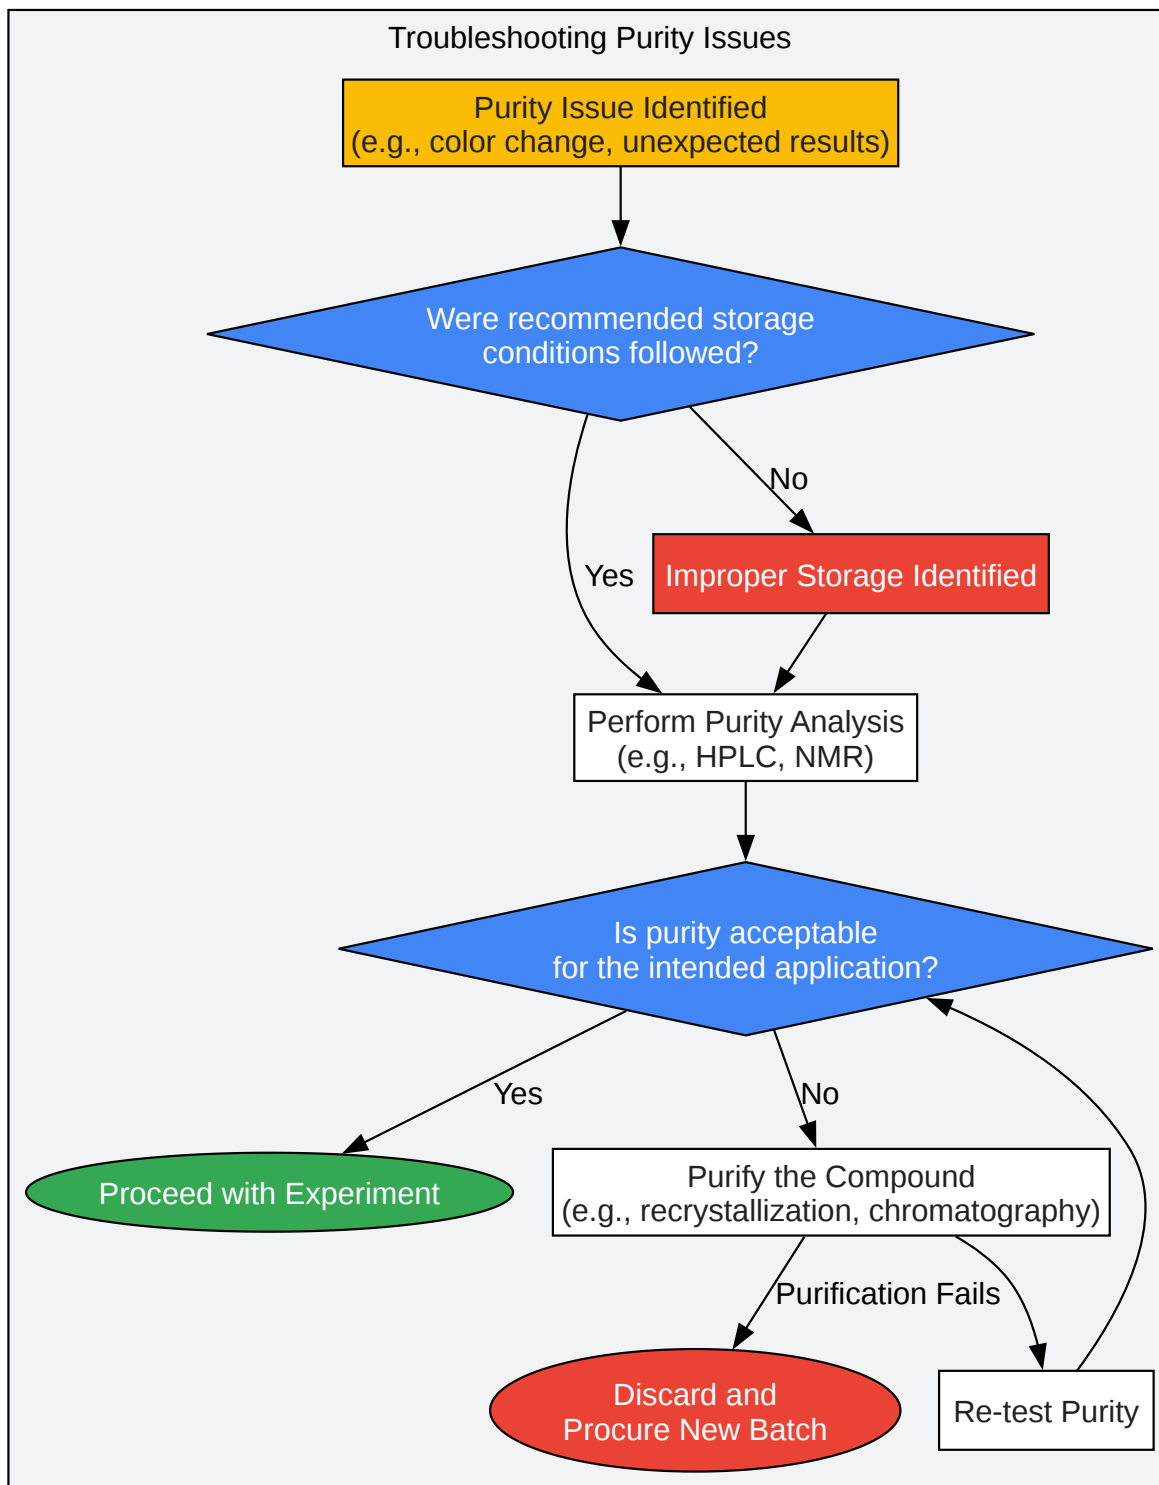 Troubleshooting Purity Issues
Purity Issue Identified
(e.g., color change, unexpected results)
Were recommended storage
conditions followed?
No
Yes
Improper Storage Identified
Perform Purity Analysis
(e.g., HPLC, NMR)
Is purity acceptable
for the intended application?
Yes
No
Proceed with Experiment
Purify the Compound
(e.g., recrystallization, chromatography)
Purification Fails
Discard and
Procure New Batch
Re-test Purity